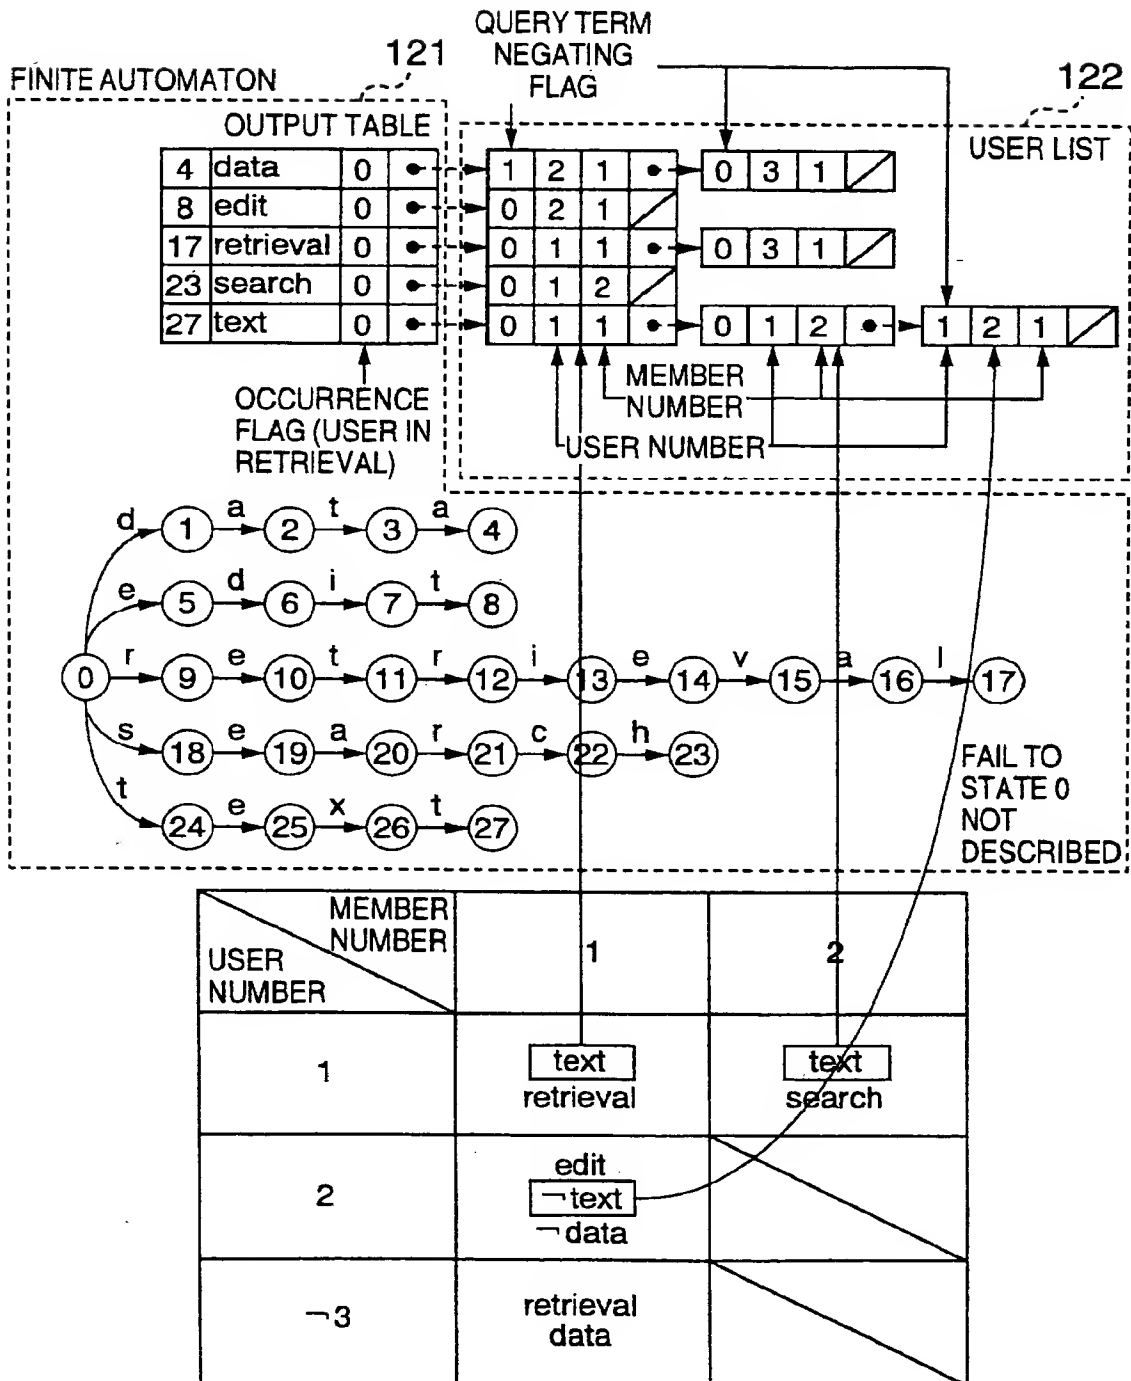 QUERY TERM
NEGATING
FLAG
121
122
FINITE AUTOMATON
OUTPUT TABLE
USER LIST
4 data 0 1 2 1 0 3 1
8 edit 0 0 2 1
17 retrieval 0 0 1 1 0 3 1
23 search 0 0 1 2
27 text 0 0 1 1 0 1 2 1 2 1
OCCURRENCE
FLAG (USER IN
RETRIEVAL)
MEMBER
NUMBER
USER NUMBER
d 1 a 2 t 3 a 4
e 5 d 6 i 7 t 8
0 r 9 e 10 t 11 r 12 i 13 e 14 v 15 a 16 l 17
s 18 e 19 a 20 r 21 c 22 h 23
t 24 e 25 x 26 t 27
FAIL TO
STATE 0
NOT
DESCRIBED
MEMBER
NUMBER
USER
NUMBER
1 2
1
text
retrieval
text
search
2
edit
¬text
¬data
¬3
retrieval
data